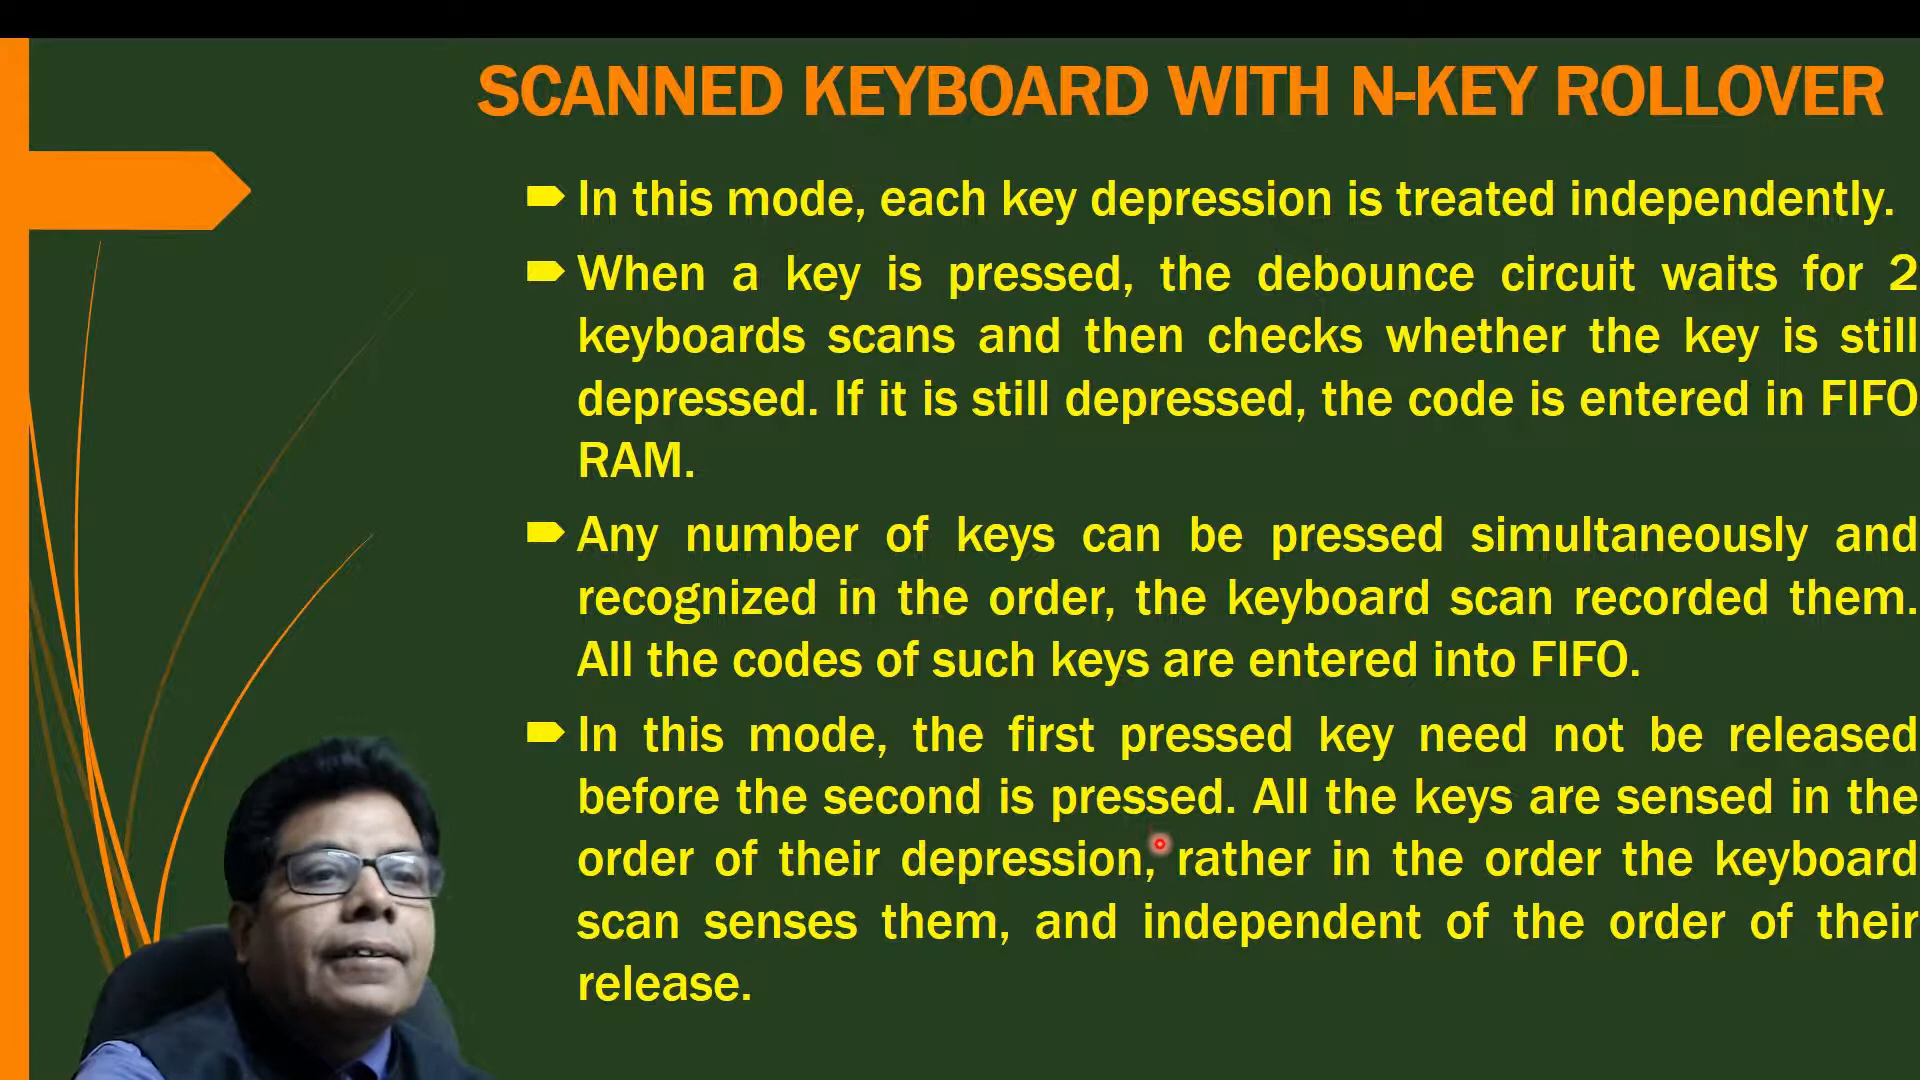 SCANNED KEYBOARD WITH N-KEY ROLLOVER
In this mode, each key depression is treated independently.
When a key is pressed, the debounce circuit waits for 2
keyboards scans and then checks whether the key is still
depressed. If it is still depressed, the code is entered in FIFO
RAM.
Any number of keys can be pressed simultaneously and
recognized in the order, the keyboard scan recorded them.
All the codes of such keys are entered into FIFO.
In this mode, the first pressed key need not be released
before the second is pressed. All the keys are sensed in the
order of their depression, rather in the order the keyboard
scan senses them, and independent of the order of their
release.